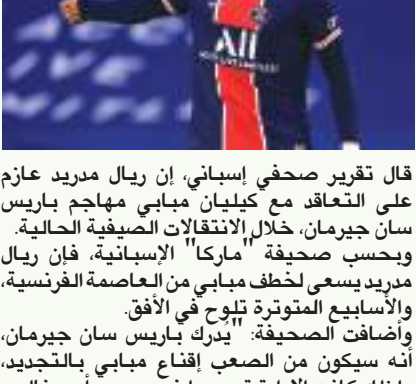 ALL
قال تقرير صحفي إسباني، إن ريال مدريد عازم
على التعاقد مع كيليان مبابي مهاجم باريس
سان جيرمان، خلال الانتقالات الصيفية الحالية.
وبحسب صحيفة "ماركا" الإسبانية، فإن ريال
مدريد يسعى لخطف مبابي من العاصمة الفرنسية،
والأسابيع المتوترة تلوح في الأفق.
وأضافت الصحيفة: "يُدرك باريس سان جيرمان،
أنه سيكون من الصعب إقناع مبابي بالتجديد،